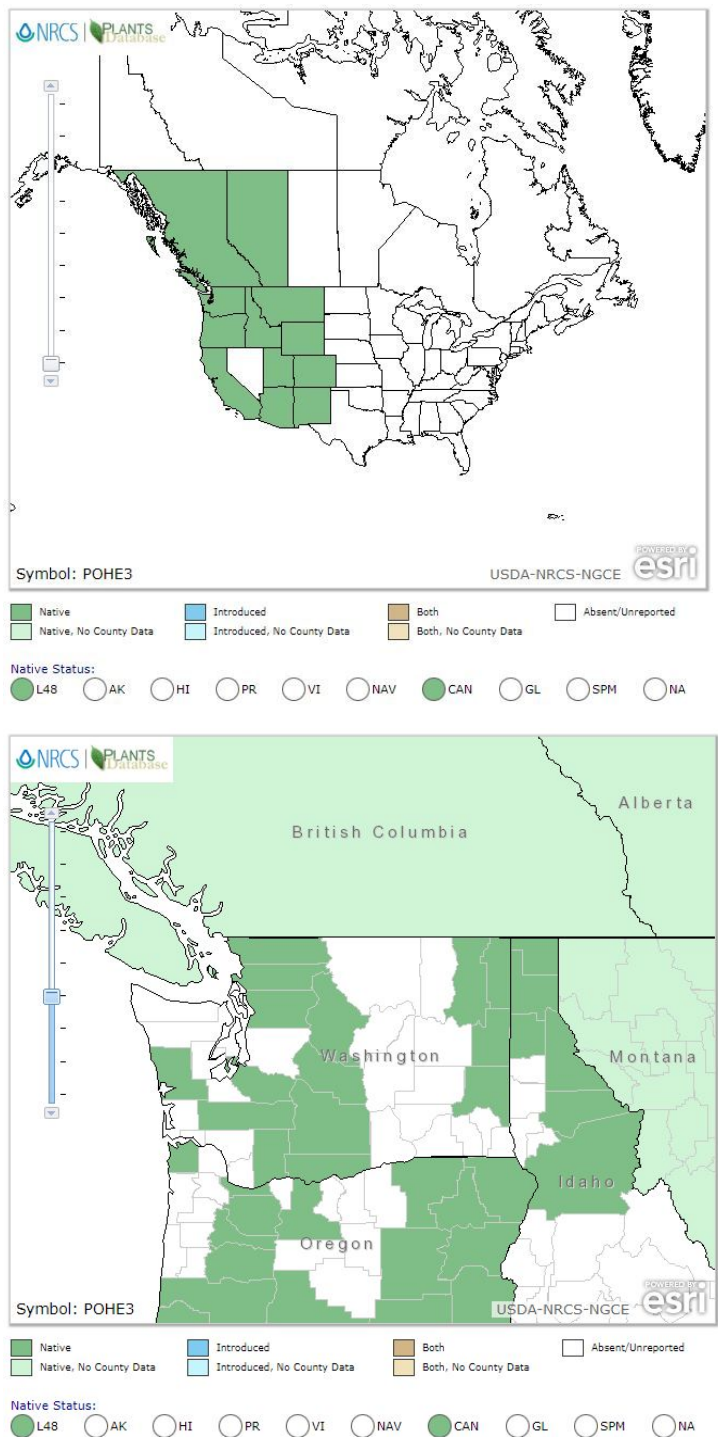 NRCS | PLANTS
Database
Symbol: POHE3
USDA-NRCS-NGCE
POWERED BY
esri
Native Introduced Both Absent/Unreported
Native, No County Data Introduced, No County Data Both, No County Data
Native Status:
L48 AK HI PR VI NAV CAN GL SPM NA
NRCS | PLANTS
Database
Alberta
British Columbia
Washington
Montana
Idaho
Oregon
Symbol: POHE3
USDA-NRCS-NGCE
POWERED BY
esri
Native Introduced Both Absent/Unreported
Native, No County Data Introduced, No County Data Both, No County Data
Native Status:
L48 AK HI PR VI NAV CAN GL SPM NA